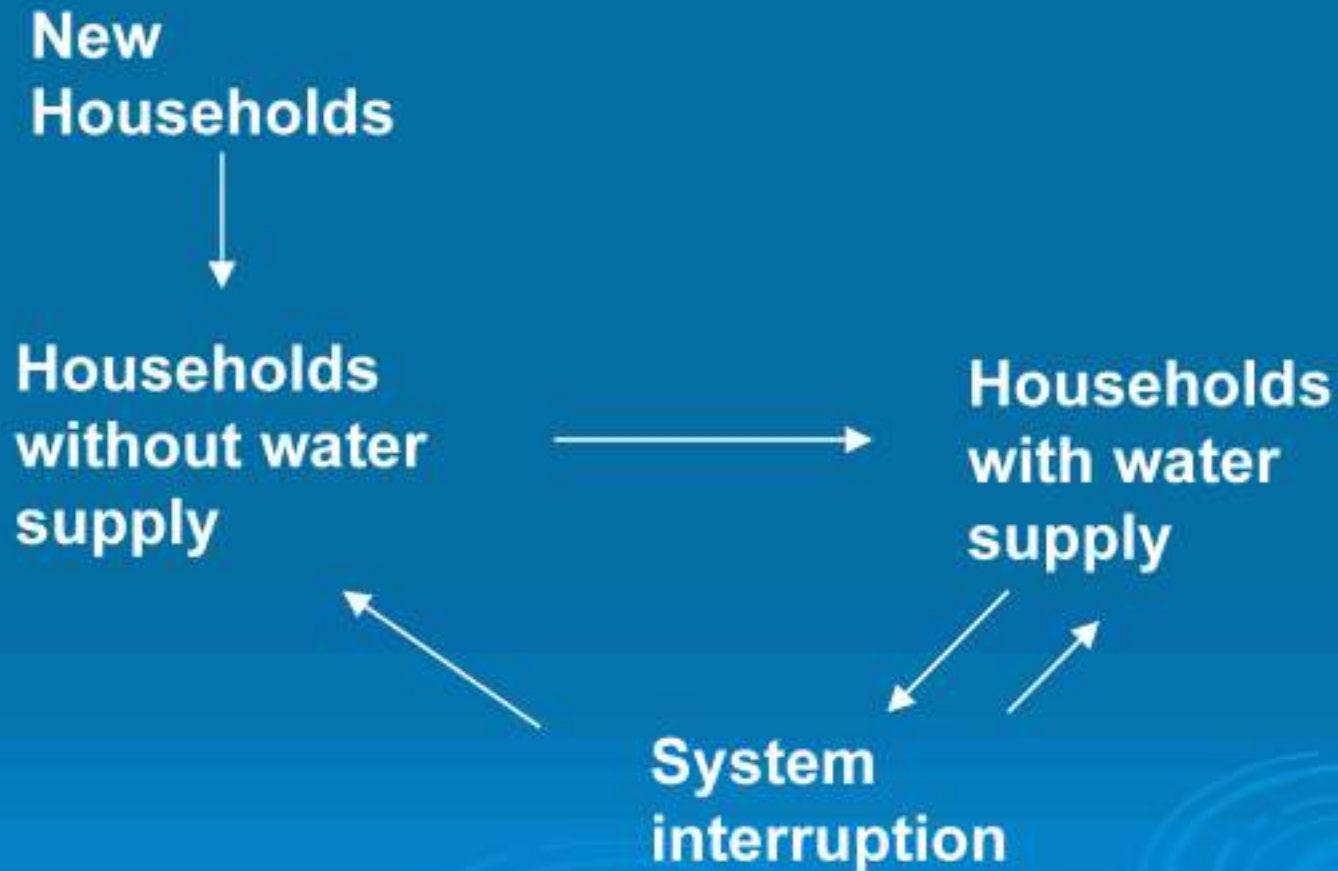 New
Households
Households
without water
supply
Households
with water
supply
System
interruption